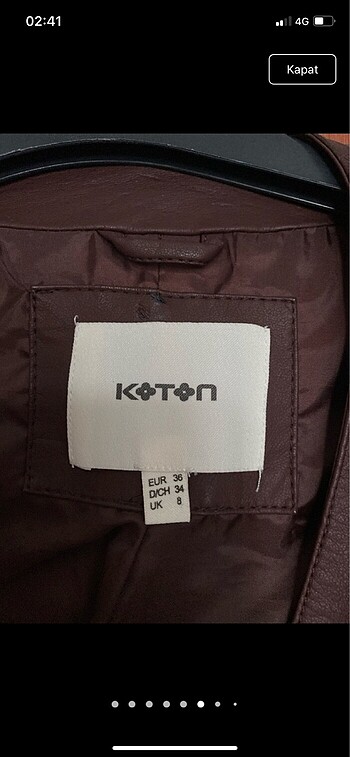 02:41
4G
Kapat
KOTON
EUR 36
D/CH 34
UK 8